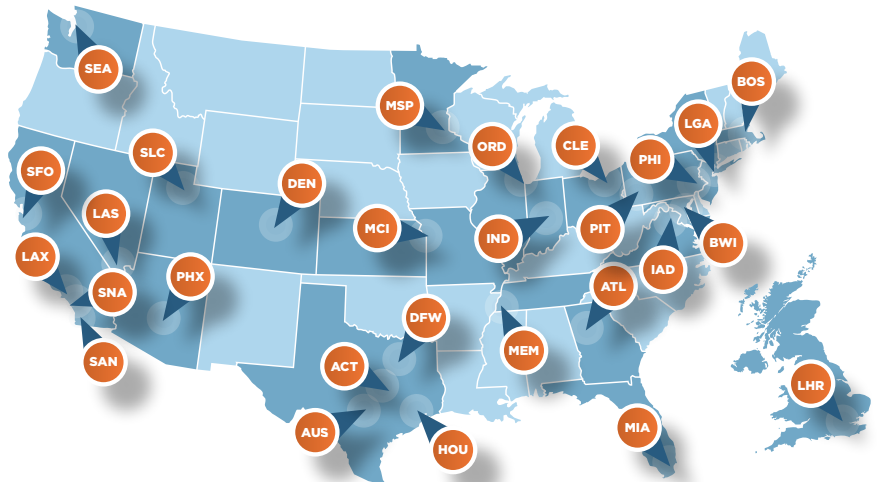 SEA
BOS
MSP
LGA
ORD
CLE
SLC
PHI
SFO
DEN
LAS
MCI
IND
PIT
BWI
LAX
PHX
SNA
ATL
IAD
DFW
SAN
ACT
MEM
LHR
AUS
HOU
MIA